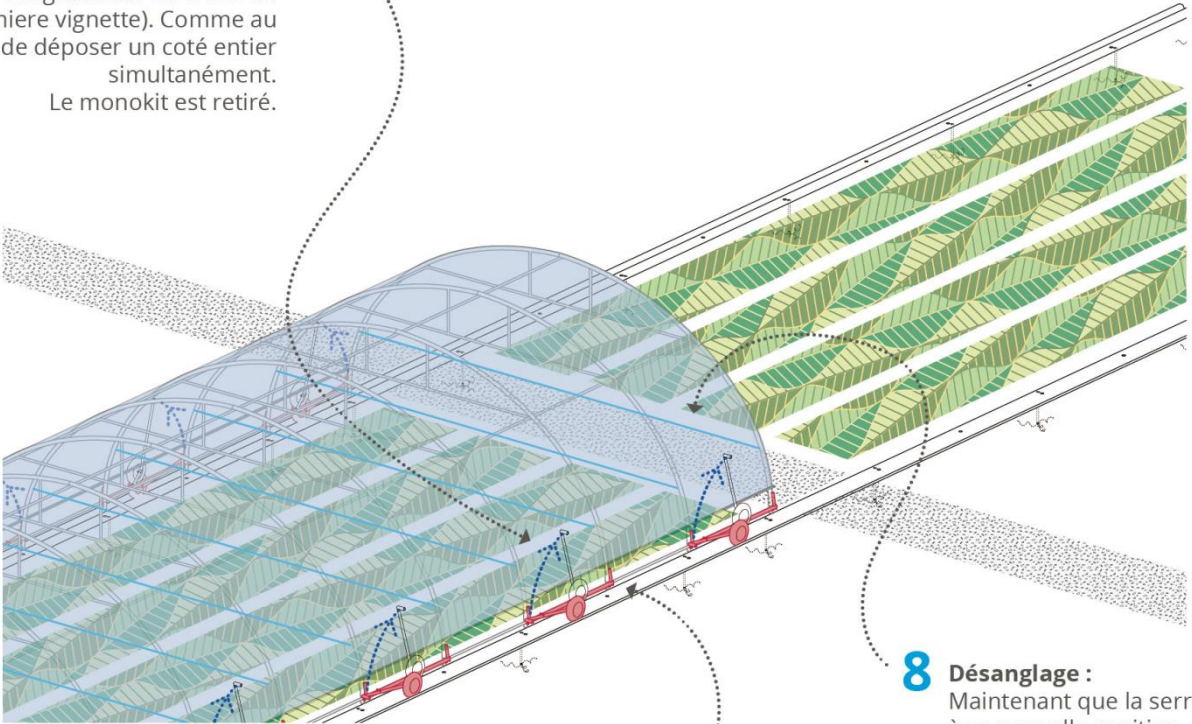 niere vignette). Comme au
de déposer un coté entier
simultanément.
Le monokit est retiré.
8 Désanglage :
Maintenant que la serr